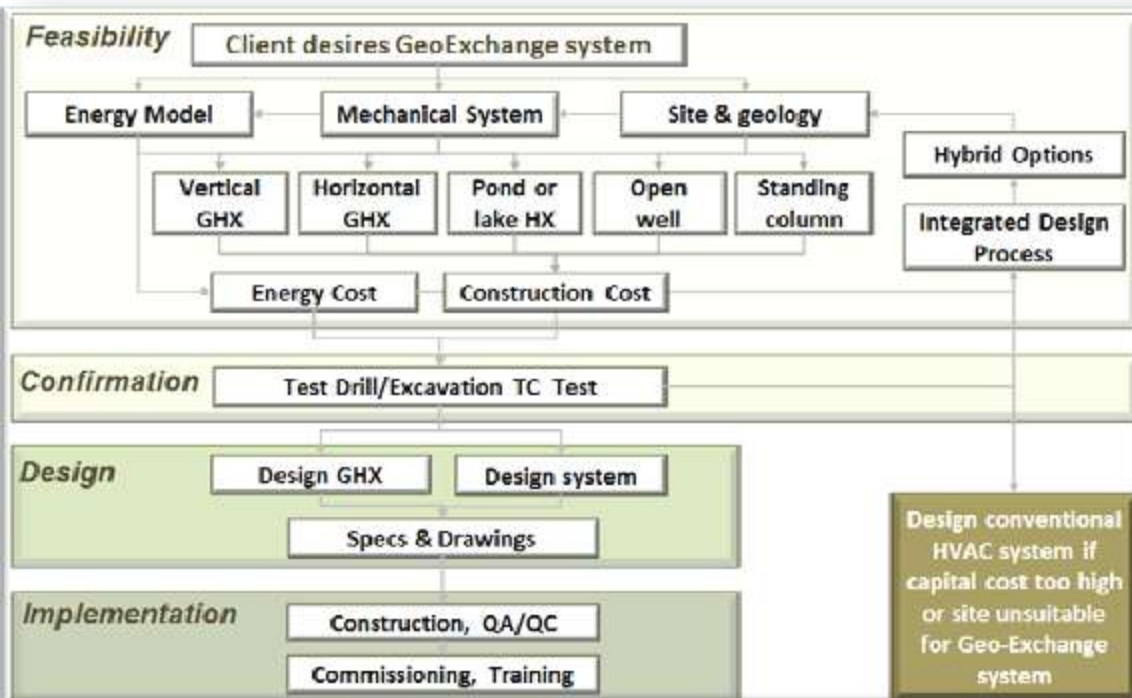 Feasibility
Client desires GeoExchange system
Energy Model
Mechanical System
Site & geology
Hybrid Options
Vertical
GHX
Horizontal
GHX
Pond or
lake HX
Open
well
Standing
column
Integrated Design
Process
Energy Cost
Construction Cost
Confirmation
Test Drill/Excavation TC Test
Design
Design GHX
Design system
Specs & Drawings
Design conventional
HVAC system if
capital cost too high
or site unsuitable
for Geo-Exchange
system
Implementation
Construction, QA/QC
Commissioning, Training